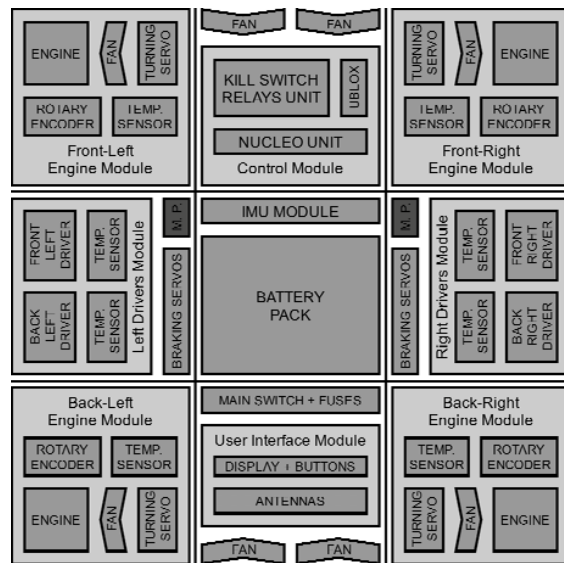 FAN
FAN
ENGINE
FAN
TURNING
SERVO
ROTARY
ENCODER
TEMP.
SENSOR
Front-Left
Engine Module
KILL SWITCH
RELAYS UNIT
UBLOX
NUCLEO UNIT
Control Module
TURNING
SERVO
FAN
ENGINE
TEMP.
SENSOR
ROTARY
ENCODER
Front-Right
Engine Module
FRONT
LEFT
DRIVER
TEMP.
SENSOR
BACK
LEFT
DRIVER
TEMP.
SENSOR
Left Drivers Module
M. P.
BRAKING SERVOS
IMU MODULE
BATTERY
PACK
M. P.
BRAKING SERVOS
Right Drivers Module
TEMP.
SENSOR
FRONT
RIGHT
DRIVER
TEMP.
SENSOR
BACK
RIGHT
DRIVER
Back-Left
Engine Module
ROTARY
ENCODER
TEMP.
SENSOR
ENGINE
FAN
TURNING
SERVO
MAIN SWITCH + FUSES
User Interface Module
DISPLAY + BUTTONS
ANTENNAS
FAN
FAN
Back-Right
Engine Module
TEMP.
SENSOR
ROTARY
ENCODER
TURNING
SERVO
FAN
ENGINE